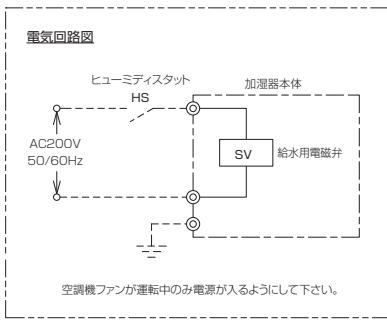 電気回路図
ヒューミディスタット
HS
加湿器本体
AC200V
50/60Hz
SV
給水用電磁弁
空調機ファンが運転中のみ電源が入るようにして下さい。